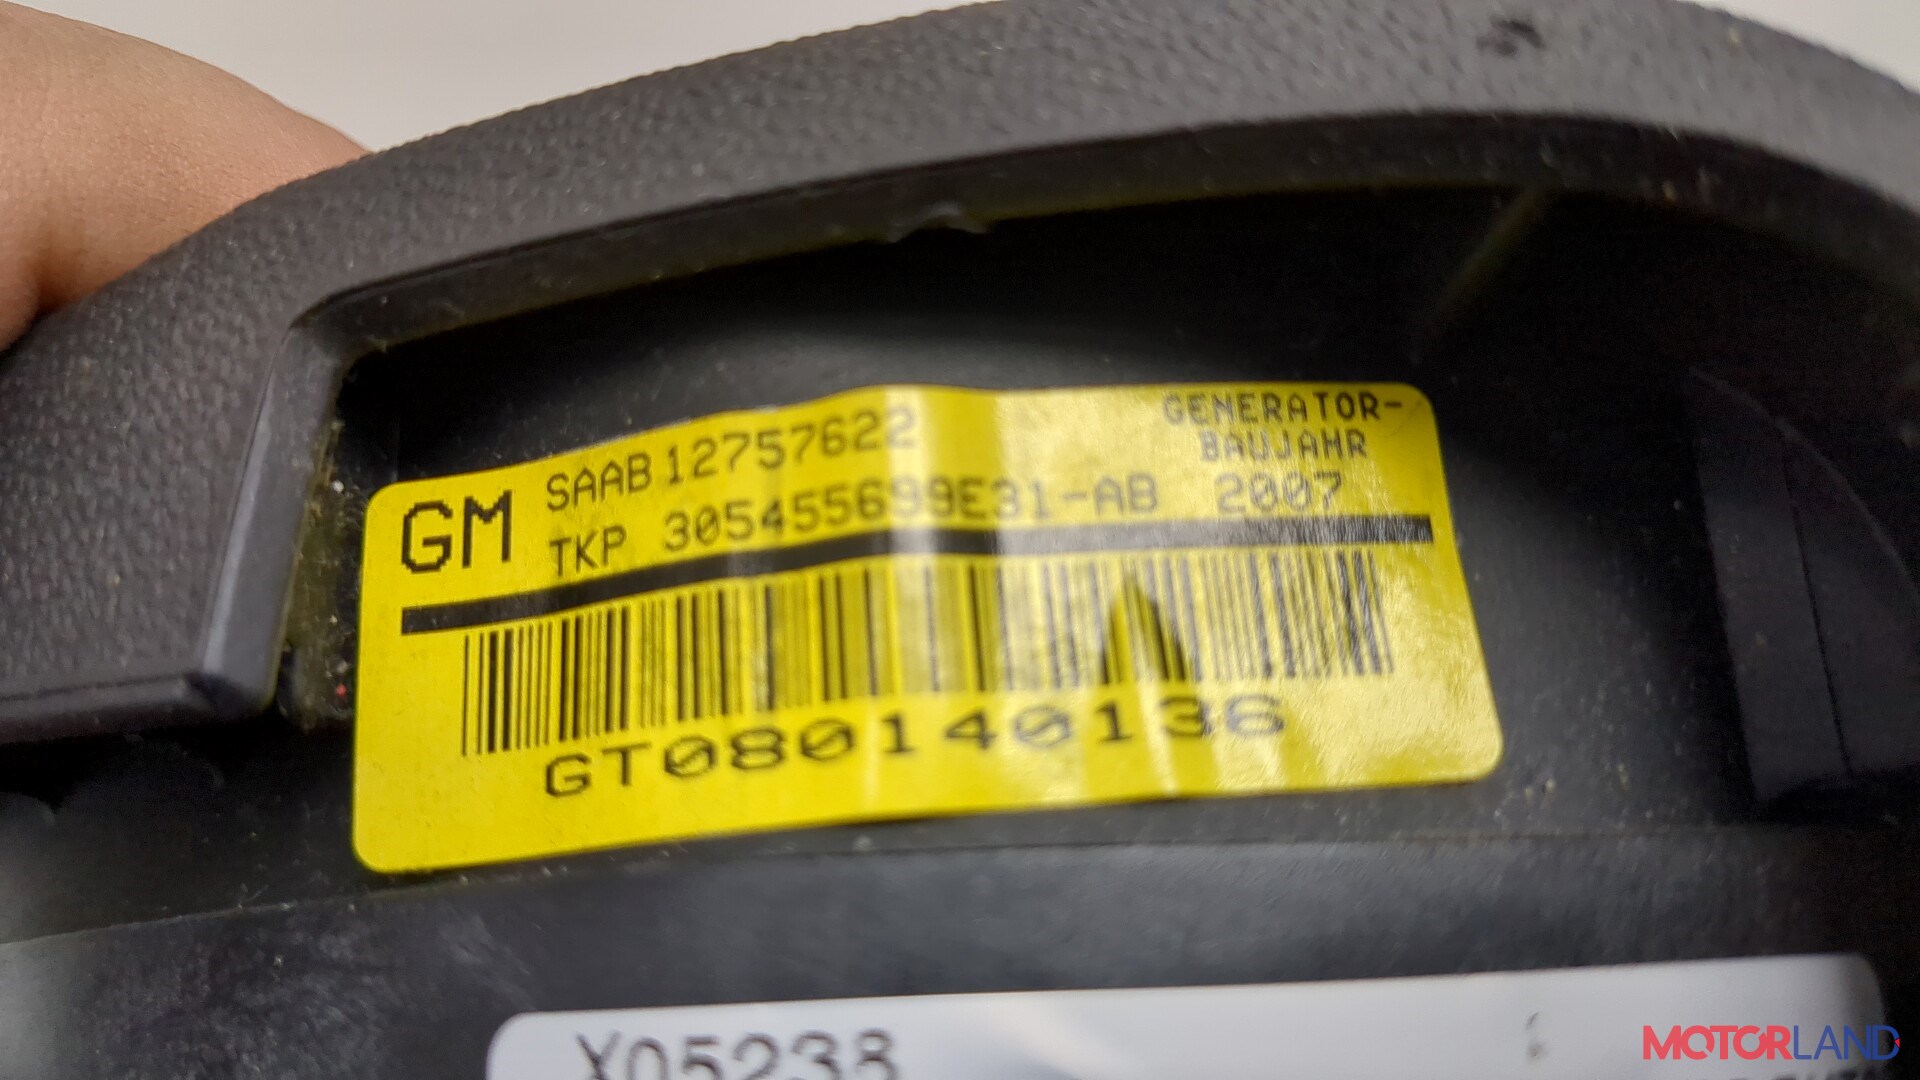 GM
SAAB 12757622
TKP 305455699E31-AB
GENERATOR-
BAUJAHR
2007
GT080140136
X05238
MOTORLAND